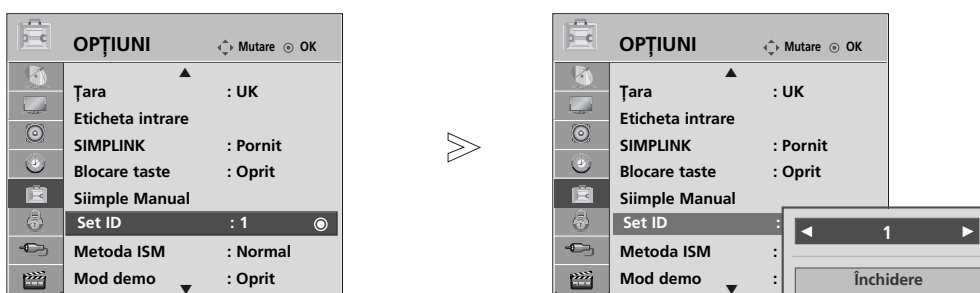 OPȚIUNI Mutare OK
Țara : UK
Eticheta intrare
SIMPLINK : Pornit
Blocare taste : Oprit
Siimple Manual
Set ID : 1
Metoda ISM : Normal
Mod demo : Oprit
OPȚIUNI Mutare OK
Țara : UK
Eticheta intrare
SIMPLINK : Pornit
Blocare taste : Oprit
Siimple Manual
Set ID :
Metoda ISM :
Mod demo :
1
Închidere